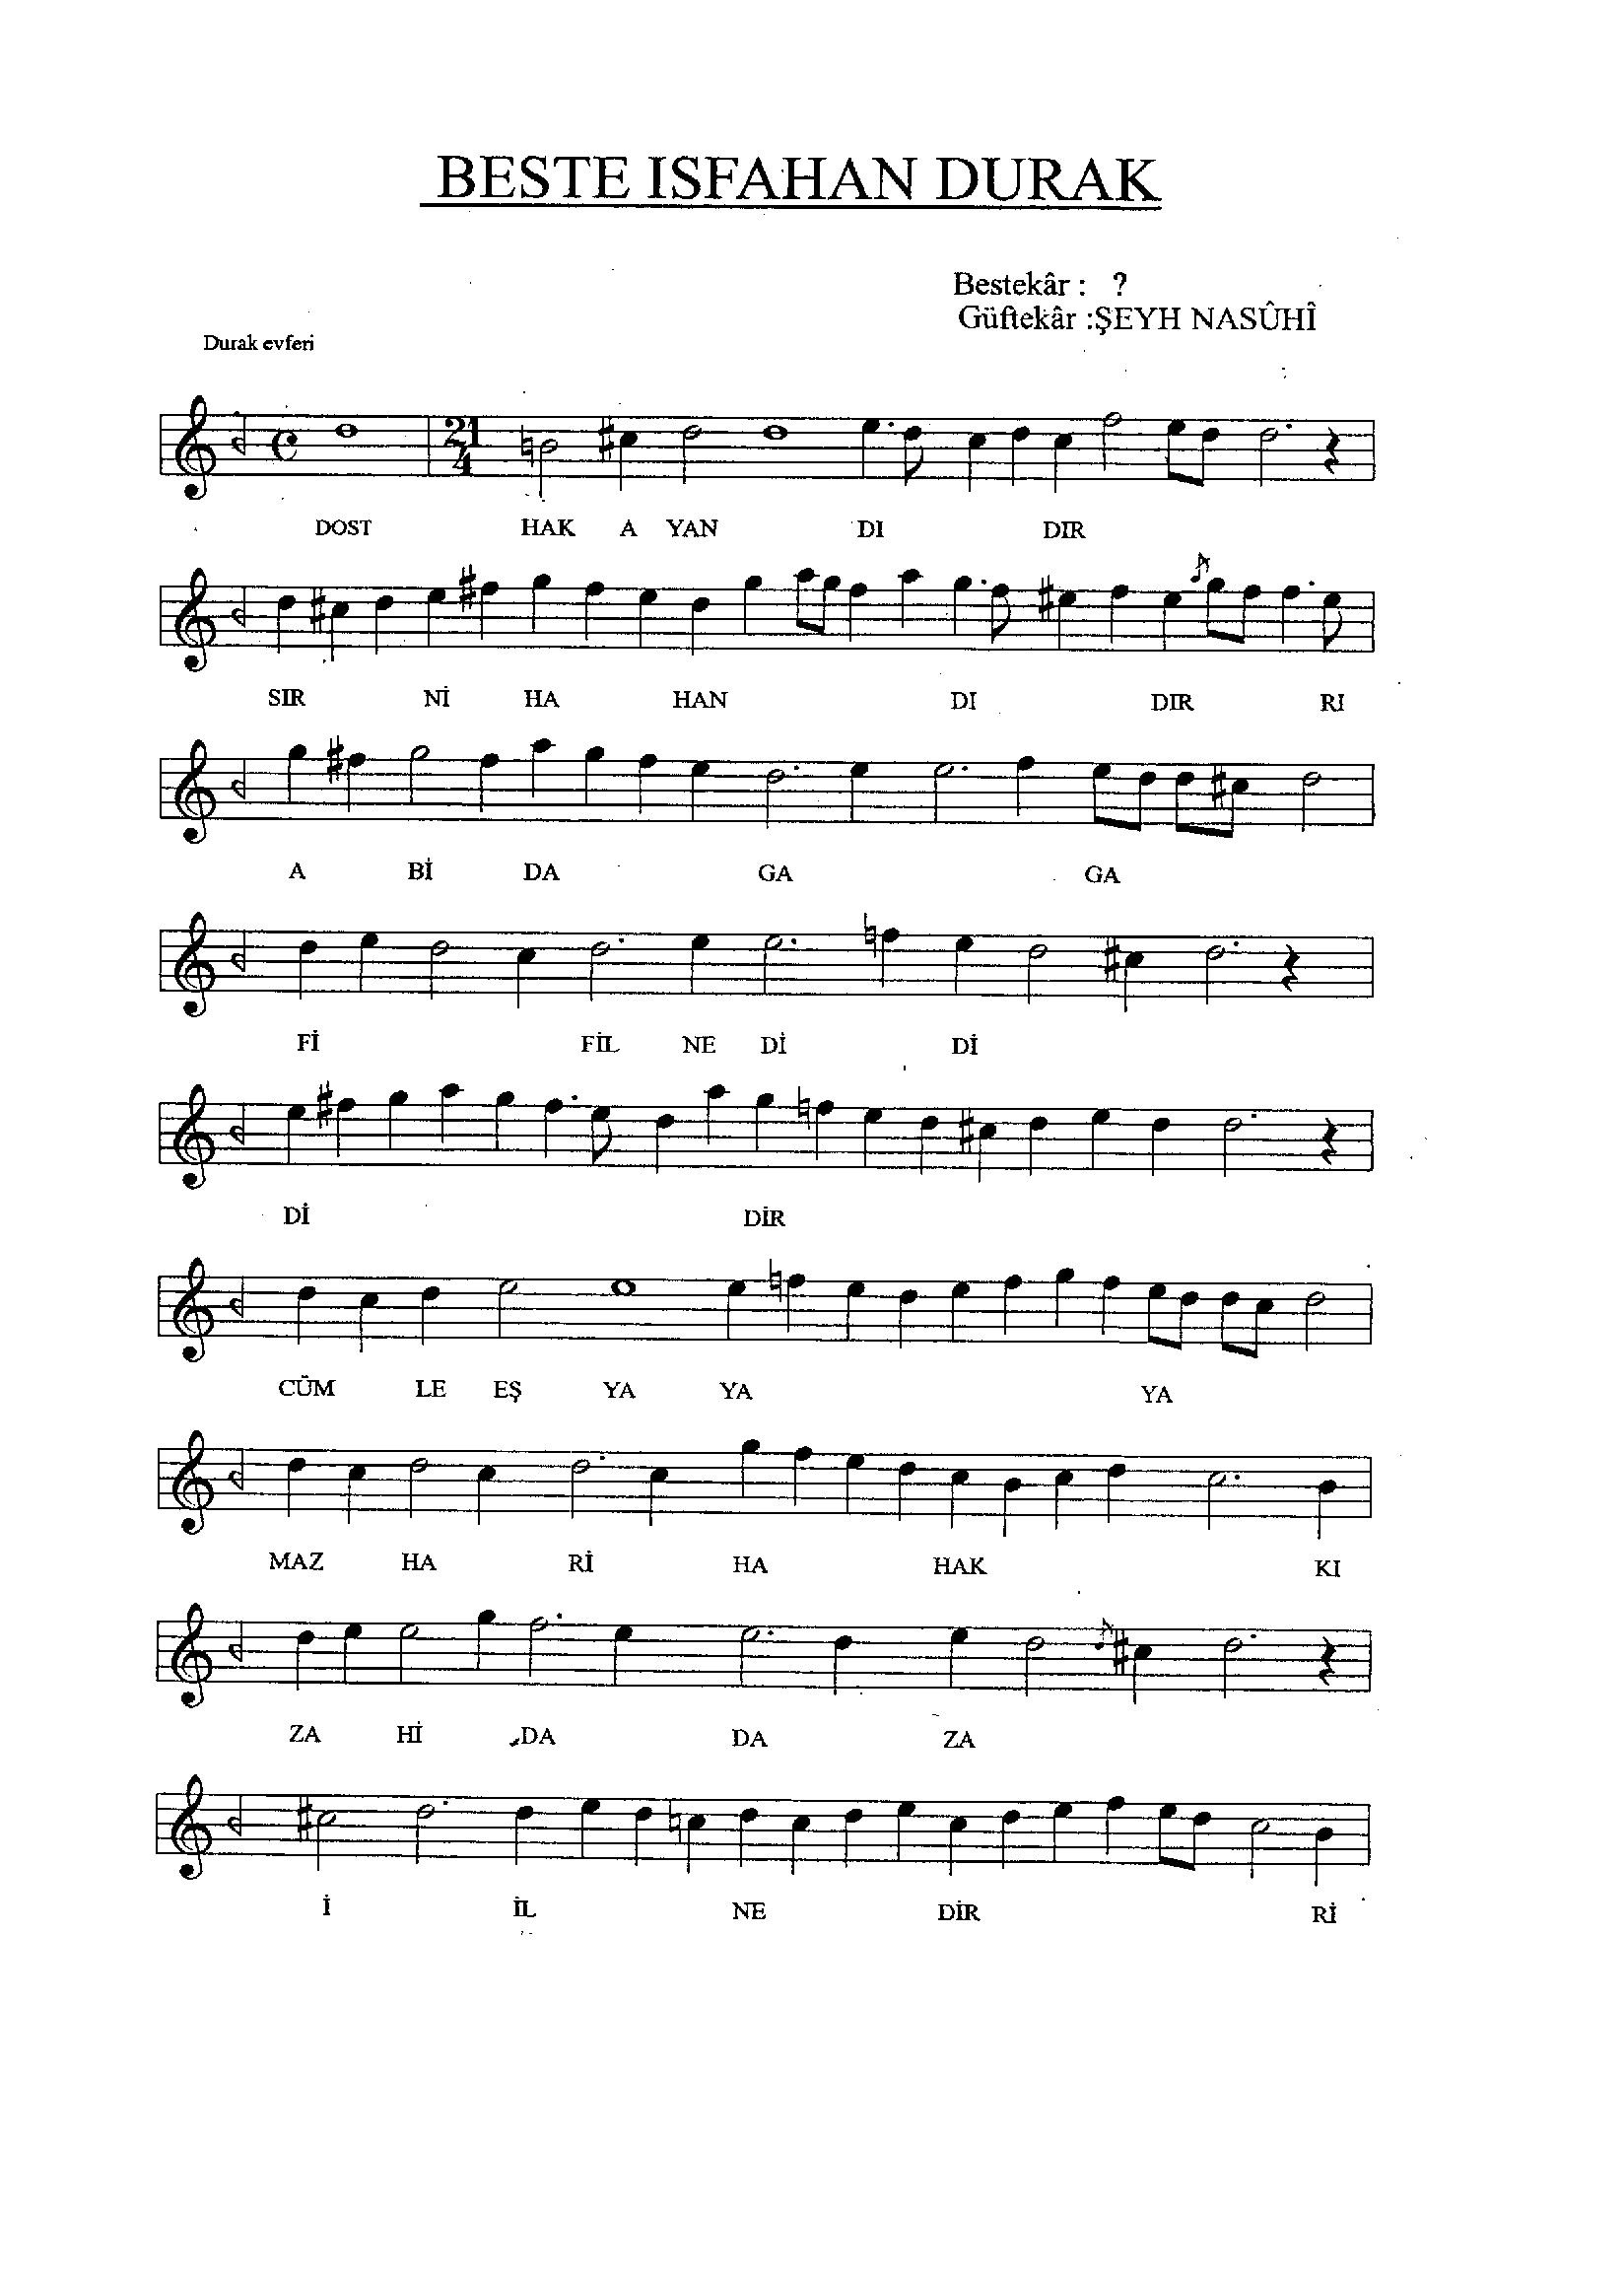 BESTE ISFAHAN DURAK
Bestekâr : ?
Güftekâr :ŞEYH NASÛHÎ
Durak evferi
21
4
DOST HAK A YAN DI DIR
SIR Nİ HA HAN DI DIR RI
A Bİ DA GA GA
Fİ FİL NE Dİ Dİ
Dİ DİR
CÜM LE EŞ YA YA YA
MAZ HA Rİ HA HAK KI
ZA Hİ DA DA ZA
İ İL NE DİR Rİ